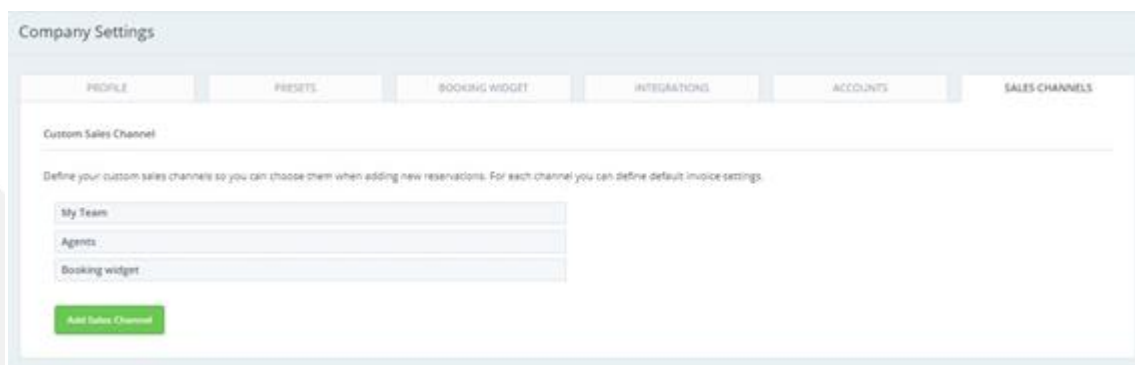 Company Settings
PROFILE PRESETS BOOKING WIDGET INTEGRATIONS ACCOUNTS SALES CHANNELS
Custom Sales Channel
Define your custom sales channels so you can choose them when adding new reservations. For each channel you can define default invoice settings.
My Team
Agents
Booking widget
Add Sales Channel